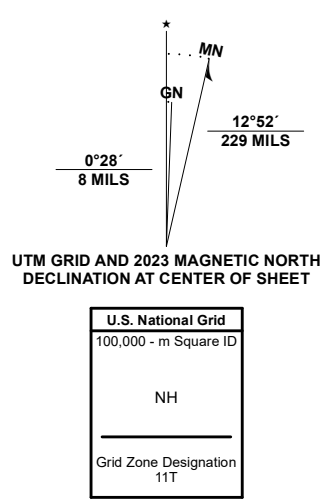 ★
MN
GN
12°52´
229 MILS
0°28´
8 MILS
UTM GRID AND 2023 MAGNETIC NORTH
DECLINATION AT CENTER OF SHEET
U.S. National Grid
100,000 - m Square ID
NH
Grid Zone Designation
11T